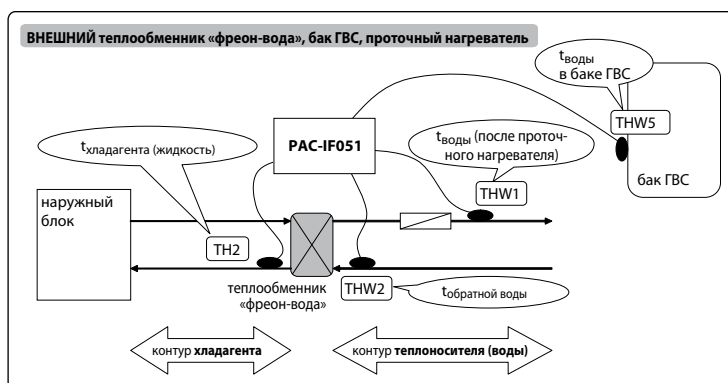 ВНЕШНИЙ теплообменник «фреон-вода», бак ГВС, проточный нагреватель
tводы
в баке ГВС
THW5
бак ГВС
PAC-IF051
tводы (после проточ-
ного нагревателя)
THW1
tхладагента (жидкость)
наружный
блок
TH2
теплообменник
«фреон-вода»
THW2
tобратной воды
контур хладагента
контур теплоносителя (воды)